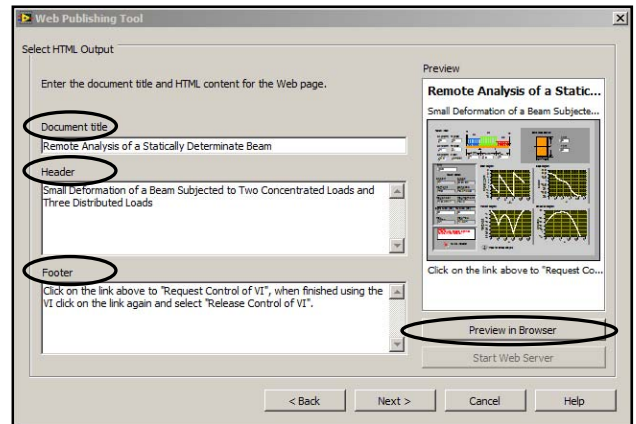 Web Publishing Tool
Select HTML Output
Enter the document title and HTML content for the Web page.
Document title
Remote Analysis of a Statically Determinate Beam
Header
Small Deformation of a Beam Subjected to Two Concentrated Loads and
Three Distributed Loads
Footer
Click on the link above to "Request Control of VI", when finished using the
VI click on the link again and select "Release Control of VI".
Preview
Remote Analysis of a Static...
Small Deformation of a Beam Subjecte...
Click on the link above to "Request Co...
Preview in Browser
Start Web Server
< Back
Next >
Cancel
Help